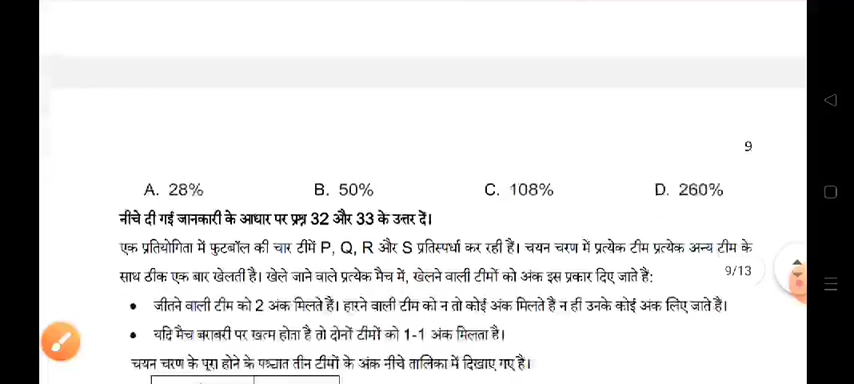 9
A. 28% B. 50% C. 108% D. 260%
नीचे दी गई जानकारी के आधार पर प्रश्न 32 और 33 के उत्तर दें।
एक प्रतियोगिता में फुटबॉल की चार टीमें P, Q, R और S प्रतिस्पर्धा कर रही हैं। चयन चरण में प्रत्येक टीम प्रत्येक अन्य टीम के
साथ ठीक एक बार खेलती है। खेले जाने वाले प्रत्येक मैच में, खेलने वाली टीमों को अंक इस प्रकार दिए जाते हैं:
9/13
• जीतने वाली टीम को 2 अंक मिलते हैं। हारने वाली टीम को न तो कोई अंक मिलते हैं न ही उनके कोई अंक लिए जाते हैं।
• यदि मैच बराबरी पर खत्म होता है तो दोनों टीमों को 1-1 अंक मिलता है।
चयन चरण के पूरा होने के पश्चात तीन टीमों के अंक नीचे तालिका में दिखाए गए है।